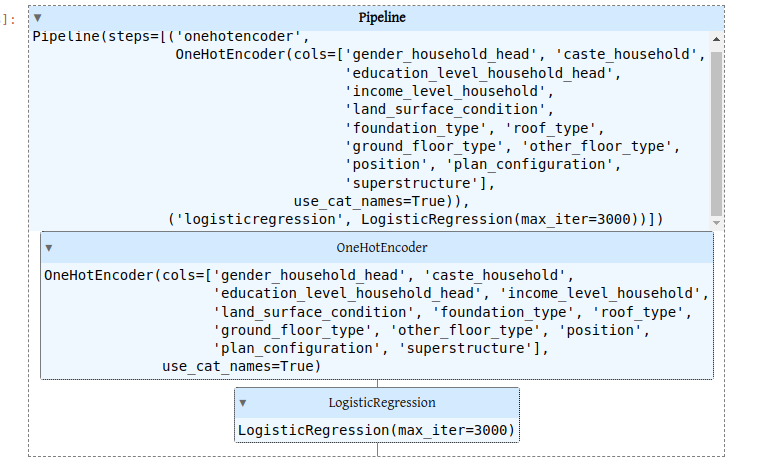 ]:
▼ Pipeline
Pipeline(steps=[('onehotencoder',
OneHotEncoder(cols=['gender_household_head', 'caste_household',
'education_level_household_head',
'income_level_household',
'land_surface_condition',
'foundation_type', 'roof_type',
'ground_floor_type', 'other_floor_type',
'position', 'plan_configuration',
'superstructure'],
use_cat_names=True)),
('logisticregression', LogisticRegression(max_iter=3000))])
▼ OneHotEncoder
OneHotEncoder(cols=['gender_household_head', 'caste_household',
'education_level_household_head', 'income_level_household',
'land_surface_condition', 'foundation_type', 'roof_type',
'ground_floor_type', 'other_floor_type', 'position',
'plan_configuration', 'superstructure'],
use_cat_names=True)
▼ LogisticRegression
LogisticRegression(max_iter=3000)